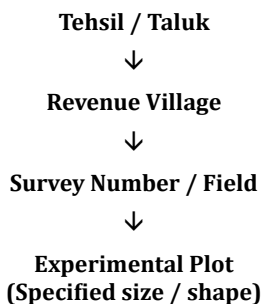 Tehsil / Taluk
↓
Revenue Village
↓
Survey Number / Field
↓
Experimental Plot
(Specified size / shape)